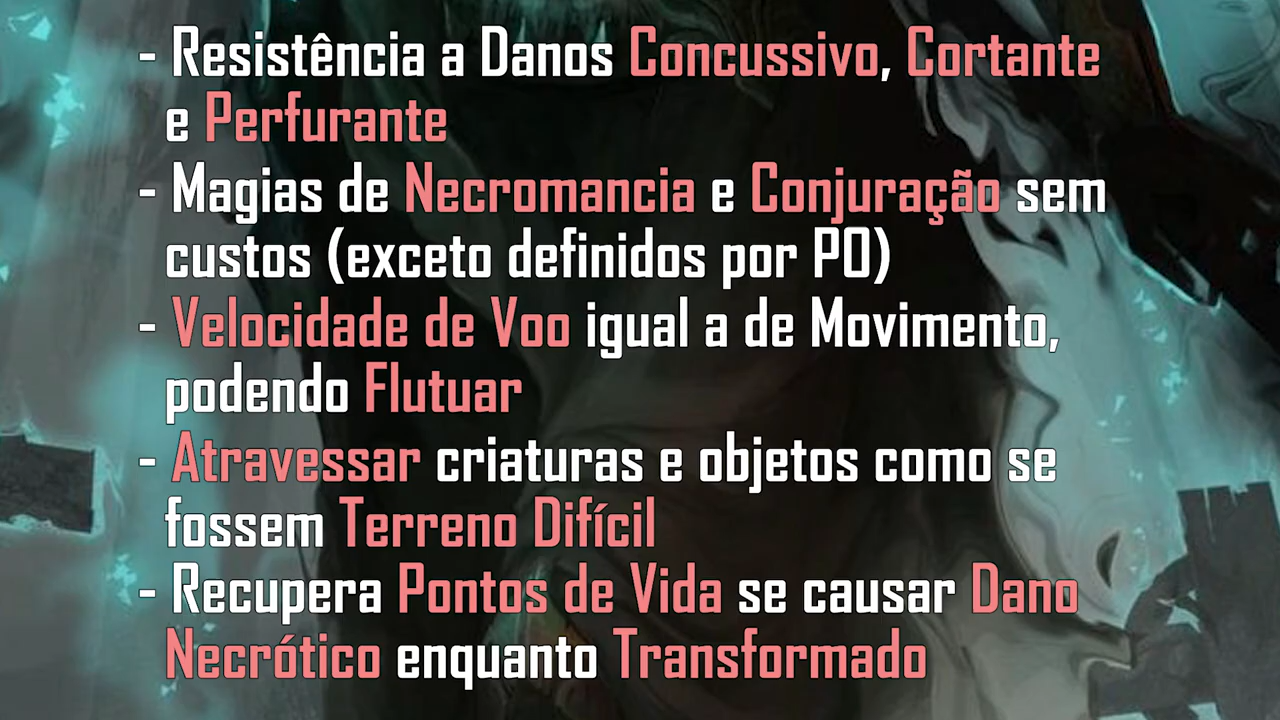 - Resistência a Danos Concussivo, Cortante
e Perfurante
- Magias de Necromancia e Conjuração sem
custos (exceto definidos por PO)
- Velocidade de Voo igual a de Movimento,
podendo Flutuar
- Atravessar criaturas e objetos como se
fossem Terreno Difícil
- Recupera Pontos de Vida se causar Dano
Necrótico enquanto Transformado